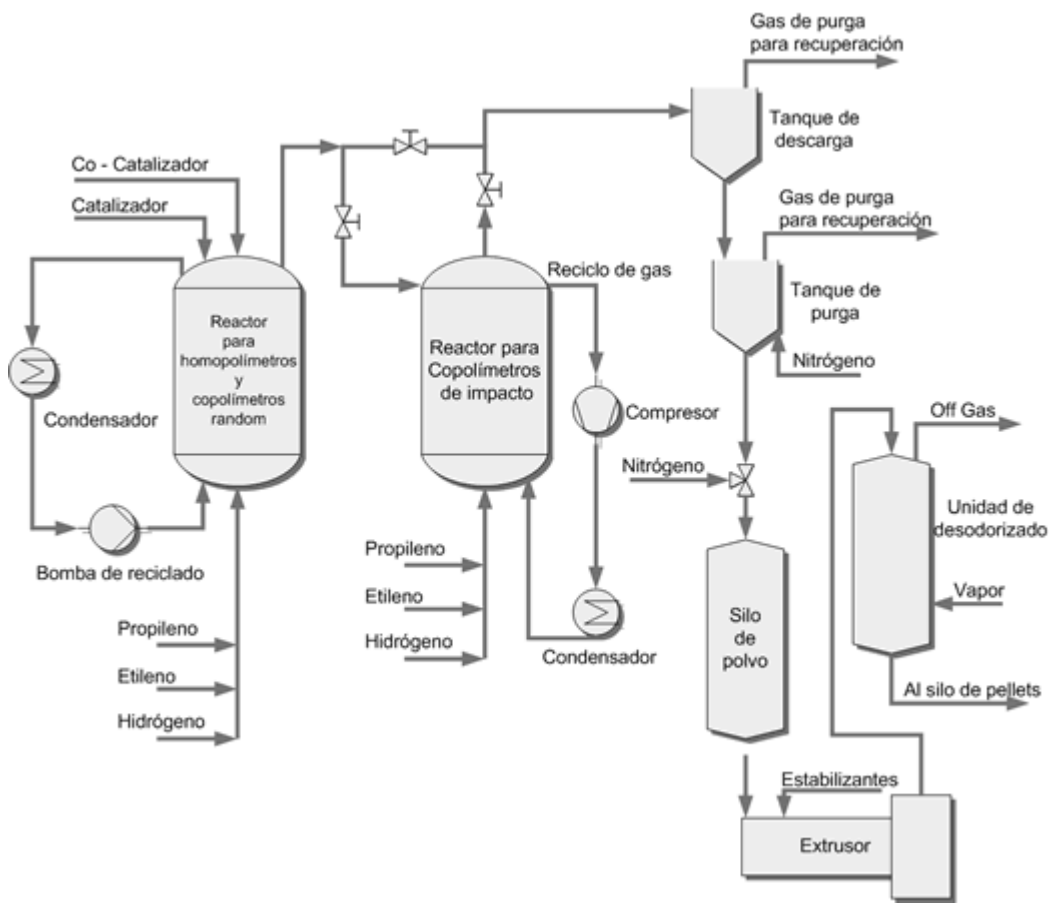 Gas de purga
para recuperación
Tanque de
descarga
Co - Catalizador
Catalizador
Gas de purga
para recuperación
Reciclo de gas
Tanque de
purga
Reactor
para
homopolímetros
y
copolímetros
random
Reactor para
Copolímetros
de impacto
Nitrógeno
Condensador
Compresor
Off Gas
Nitrógeno
Unidad de
desodorizado
Bomba de reciclado
Propileno
Etileno
Hidrógeno
Vapor
Silo
de
polvo
Condensador
Propileno
Etileno
Hidrógeno
Al silo de pellets
Estabilizantes
Extrusor